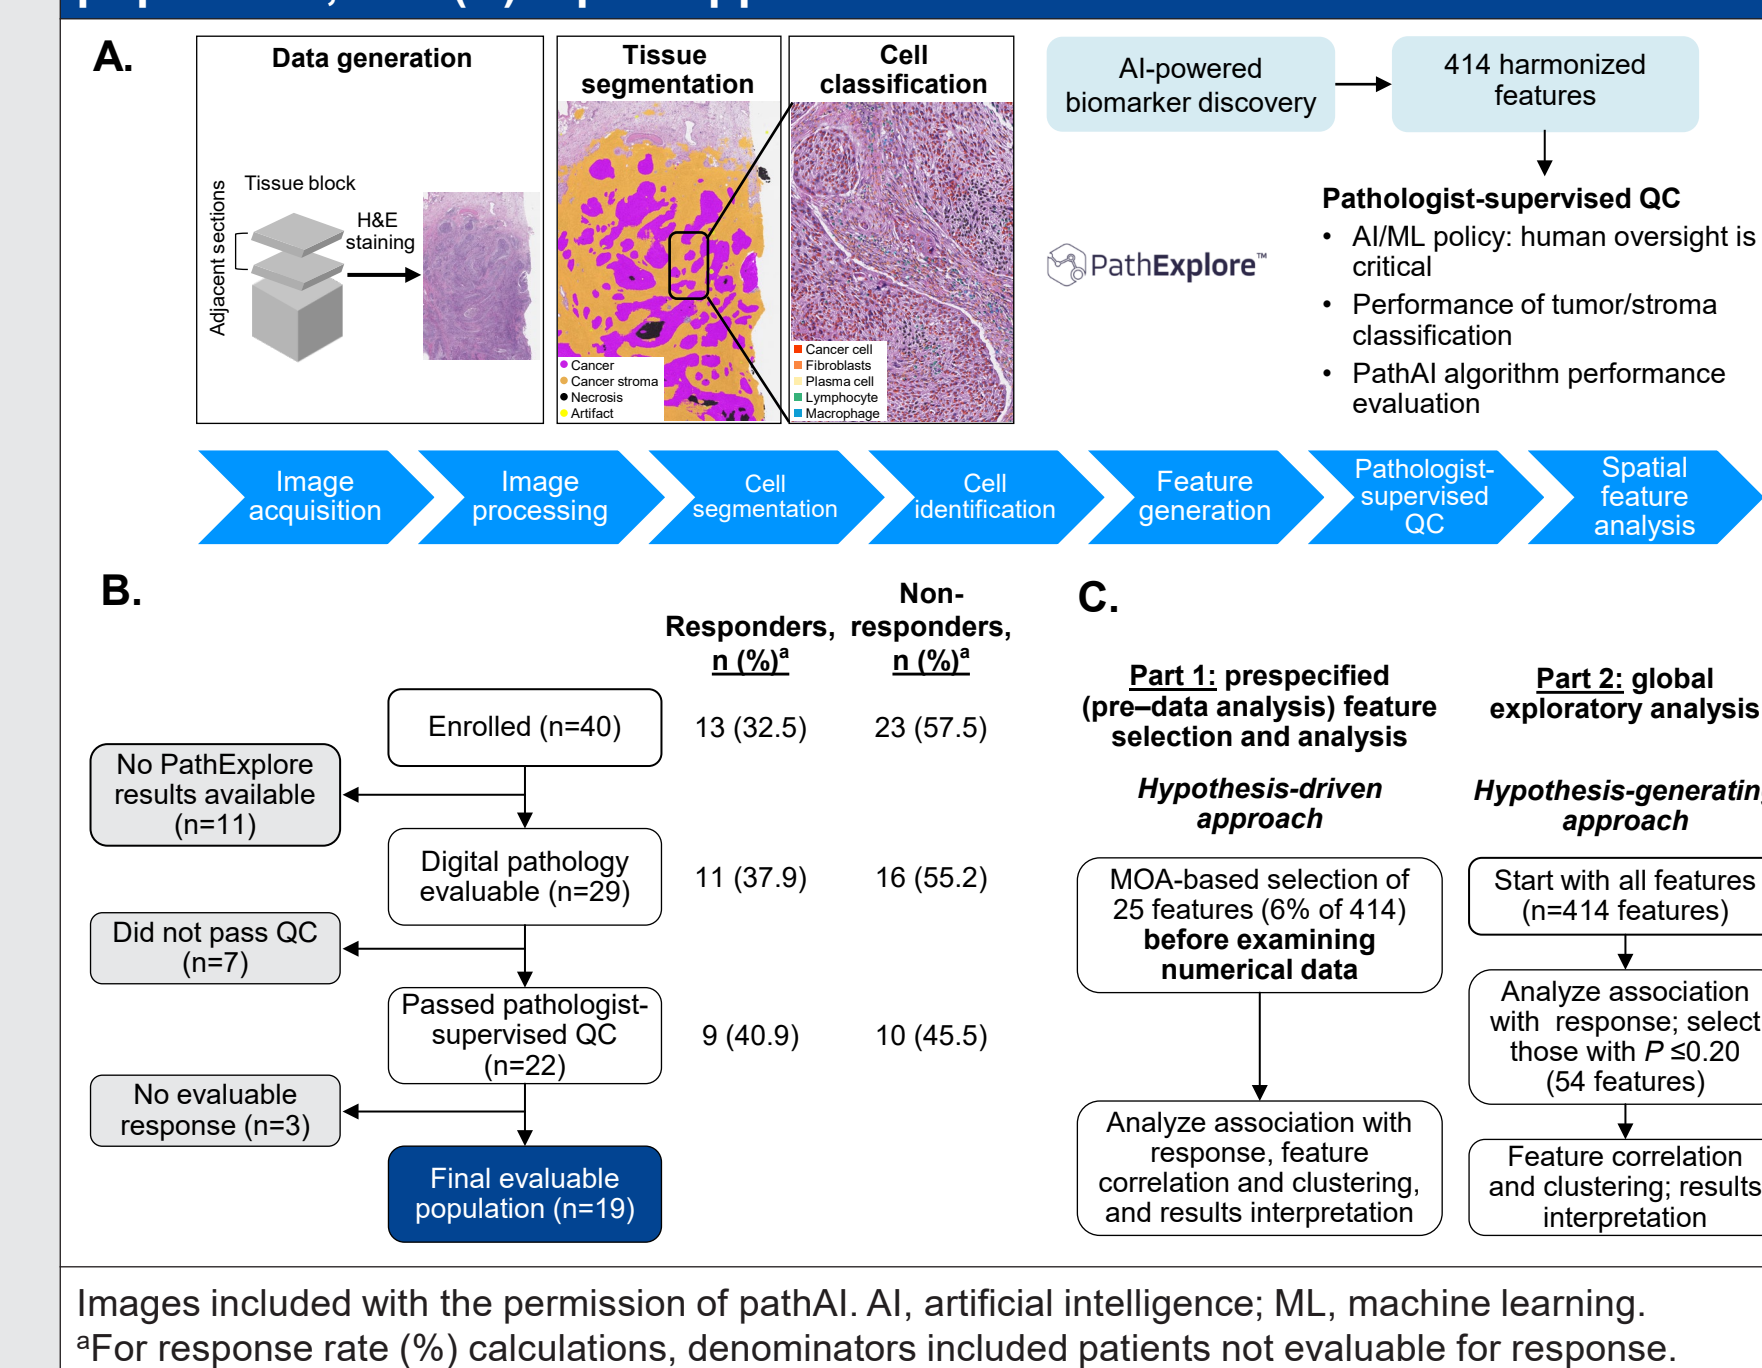 A.
Data generation
Adjacent sections
Tissue block
H&E
staining
Tissue
segmentation
Cancer
Cancer stroma
Necrosis
Artifact
Cell
classification
Cancer cell
Fibroblasts
Plasma cell
Lymphocyte
Macrophage
AI-powered
biomarker discovery
414 harmonized
features
PathExplore™
Pathologist-supervised QC
• AI/ML policy: human oversight is
critical
• Performance of tumor/stroma
classification
• PathAI algorithm performance
evaluation
Image
acquisition
Image
processing
Cell
segmentation
Cell
identification
Feature
generation
Pathologist-
supervised
QC
Spatial
feature
analysis
B.
Responders,
n (%)a
Non-
responders,
n (%)a
Enrolled (n=40)
13 (32.5)
23 (57.5)
No PathExplore
results available
(n=11)
Digital pathology
evaluable (n=29)
11 (37.9)
16 (55.2)
Did not pass QC
(n=7)
Passed pathologist-
supervised QC
(n=22)
9 (40.9)
10 (45.5)
No evaluable
response (n=3)
Final evaluable
population (n=19)
C.
Part 1: prespecified
(pre–data analysis) feature
selection and analysis
Hypothesis-driven
approach
MOA-based selection of
25 features (6% of 414)
before examining
numerical data
Analyze association with
response, feature
correlation and clustering,
and results interpretation
Part 2: global
exploratory analysis
Hypothesis-generating
approach
Start with all features
(n=414 features)
Analyze association
with response; select
those with P ≤0.20
(54 features)
Feature correlation
and clustering; results
interpretation
Images included with the permission of pathAI. AI, artificial intelligence; ML, machine learning.
aFor response rate (%) calculations, denominators included patients not evaluable for response.